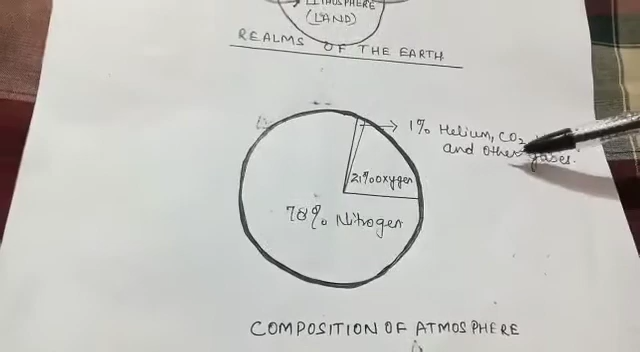 LITHOSPHERE
(LAND)
REALMS OF THE EARTH
1% Helium, CO2
and other gases.
21% oxygen
78% Nitrogen
COMPOSITION OF ATMOSPHERE